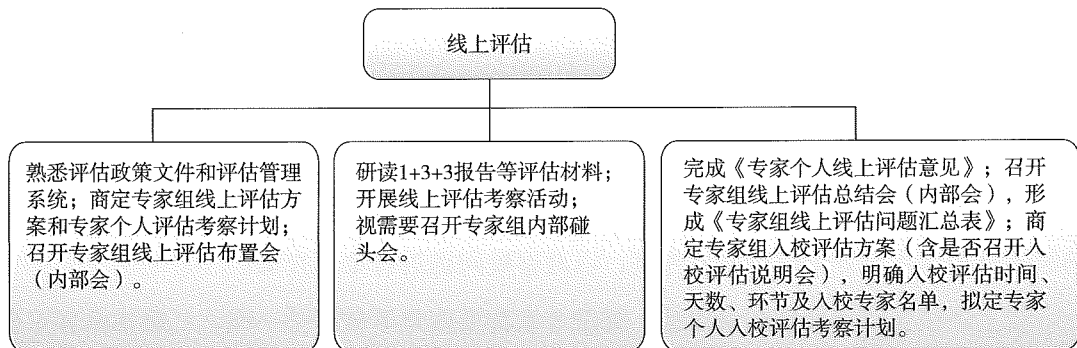 线上评估
熟悉评估政策文件和评估管理
系统；商定专家组线上评估方
案和专家个人评估考察计划；
召开专家组线上评估布置会
（内部会）。
研读1+3+3报告等评估材料；
开展线上评估考察活动；
视需要召开专家组内部碰
头会。
完成《专家个人线上评估意见》；召开
专家组线上评估总结会（内部会），形
成《专家组线上评估问题汇总表》；商
定专家组入校评估方案（含是否召开入
校评估说明会），明确入校评估时间、
天数、环节及入校专家名单，拟定专家
个人入校评估考察计划。